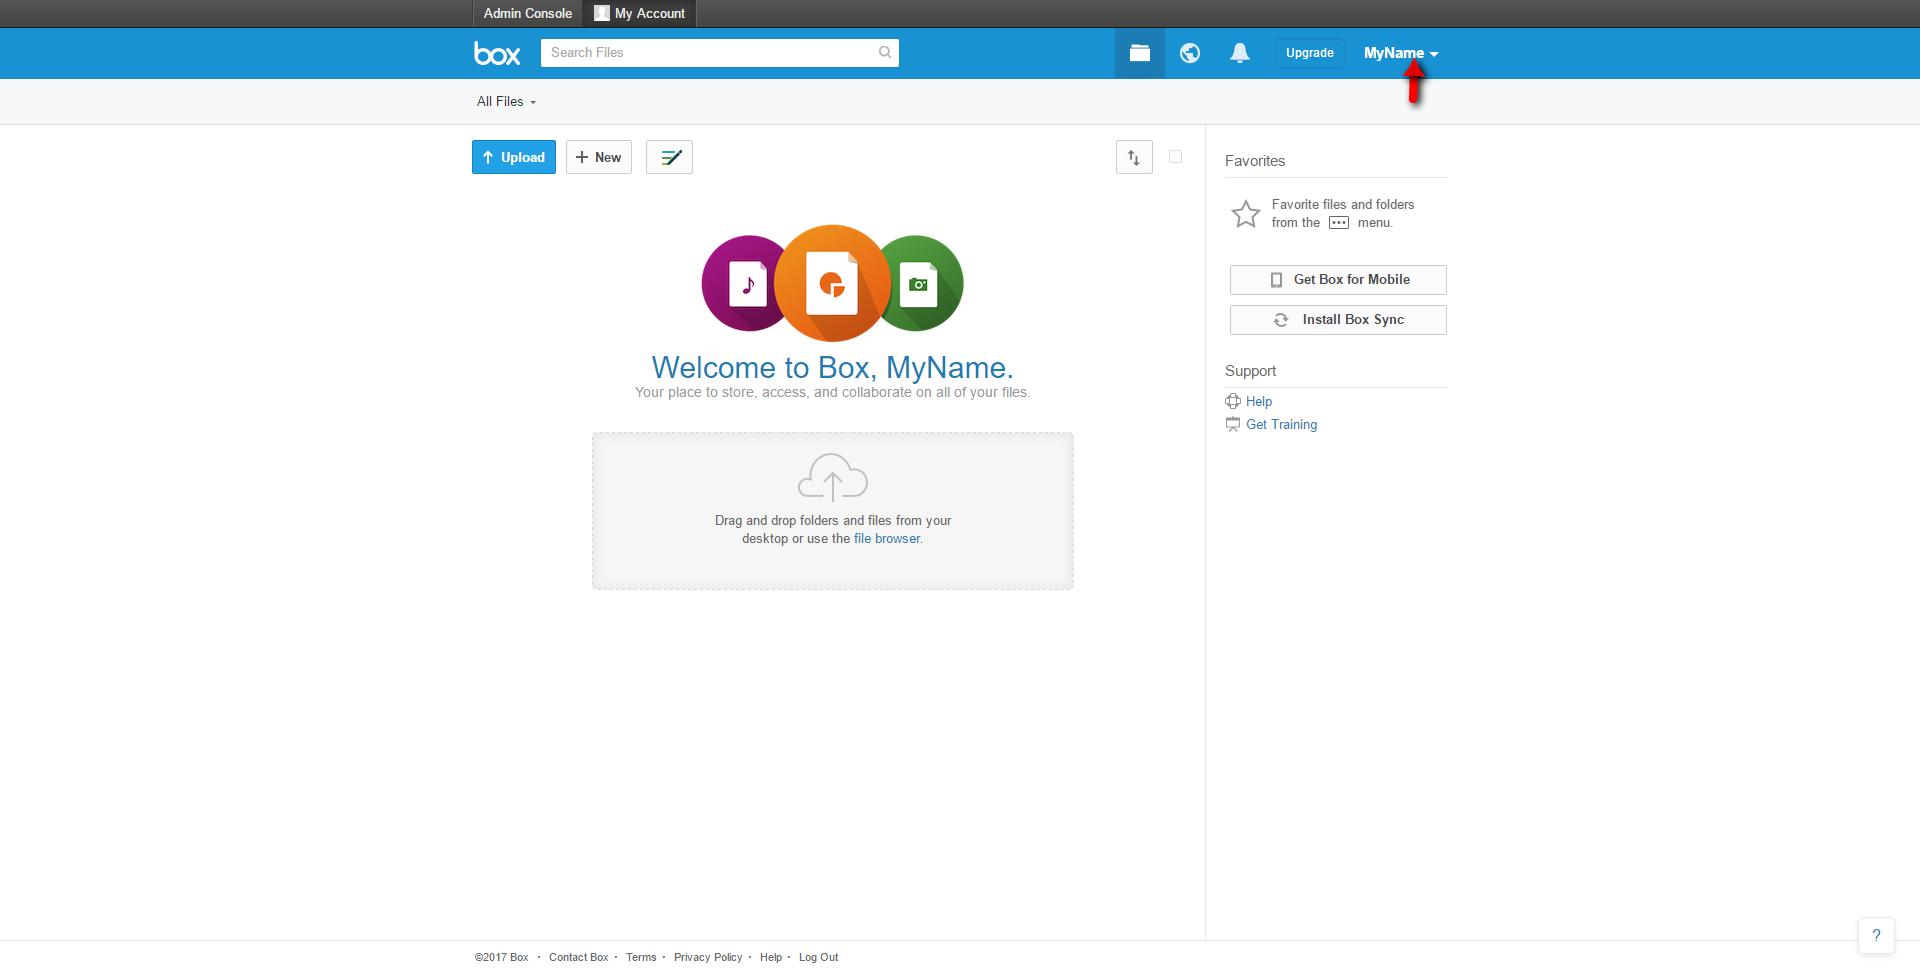 Admin Console
My Account
box
Search Files
Upgrade
MyName
All Files
Upload
New
Favorites
Favorite files and folders
from the ••• menu.
Get Box for Mobile
Install Box Sync
Welcome to Box, MyName.
Your place to store, access, and collaborate on all of your files.
Support
Help
Get Training
Drag and drop folders and files from your
desktop or use the file browser.
?
©2017 Box · Contact Box · Terms · Privacy Policy · Help · Log Out